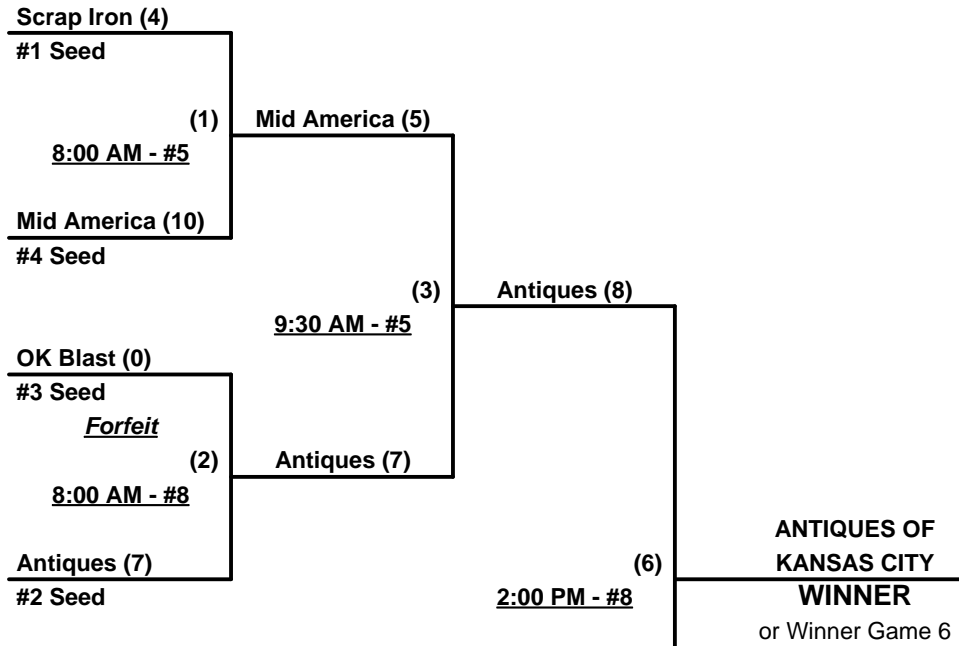 Scrap Iron (4)
#1 Seed
(1)
Mid America (5)
8:00 AM - #5
Mid America (10)
#4 Seed
(3)
Antiques (8)
9:30 AM - #5
OK Blast (0)
#3 Seed
Forfeit
(2)
Antiques (7)
8:00 AM - #8
Antiques (7)
#2 Seed
(6)
2:00 PM - #8
ANTIQUES OF
KANSAS CITY
WINNER
or Winner Game 6